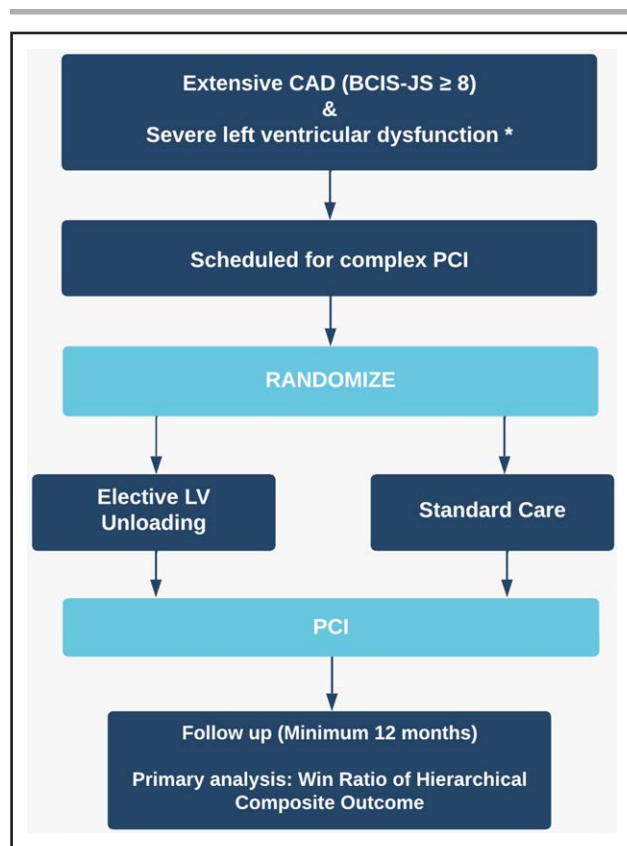 Extensive CAD (BCIS-JS ≥ 8)
&
Severe left ventricular dysfunction *
Scheduled for complex PCI
RANDOMIZE
Elective LV
Unloading
Standard Care
PCI
Follow up (Minimum 12 months)
Primary analysis: Win Ratio of Hierarchical
Composite Outcome